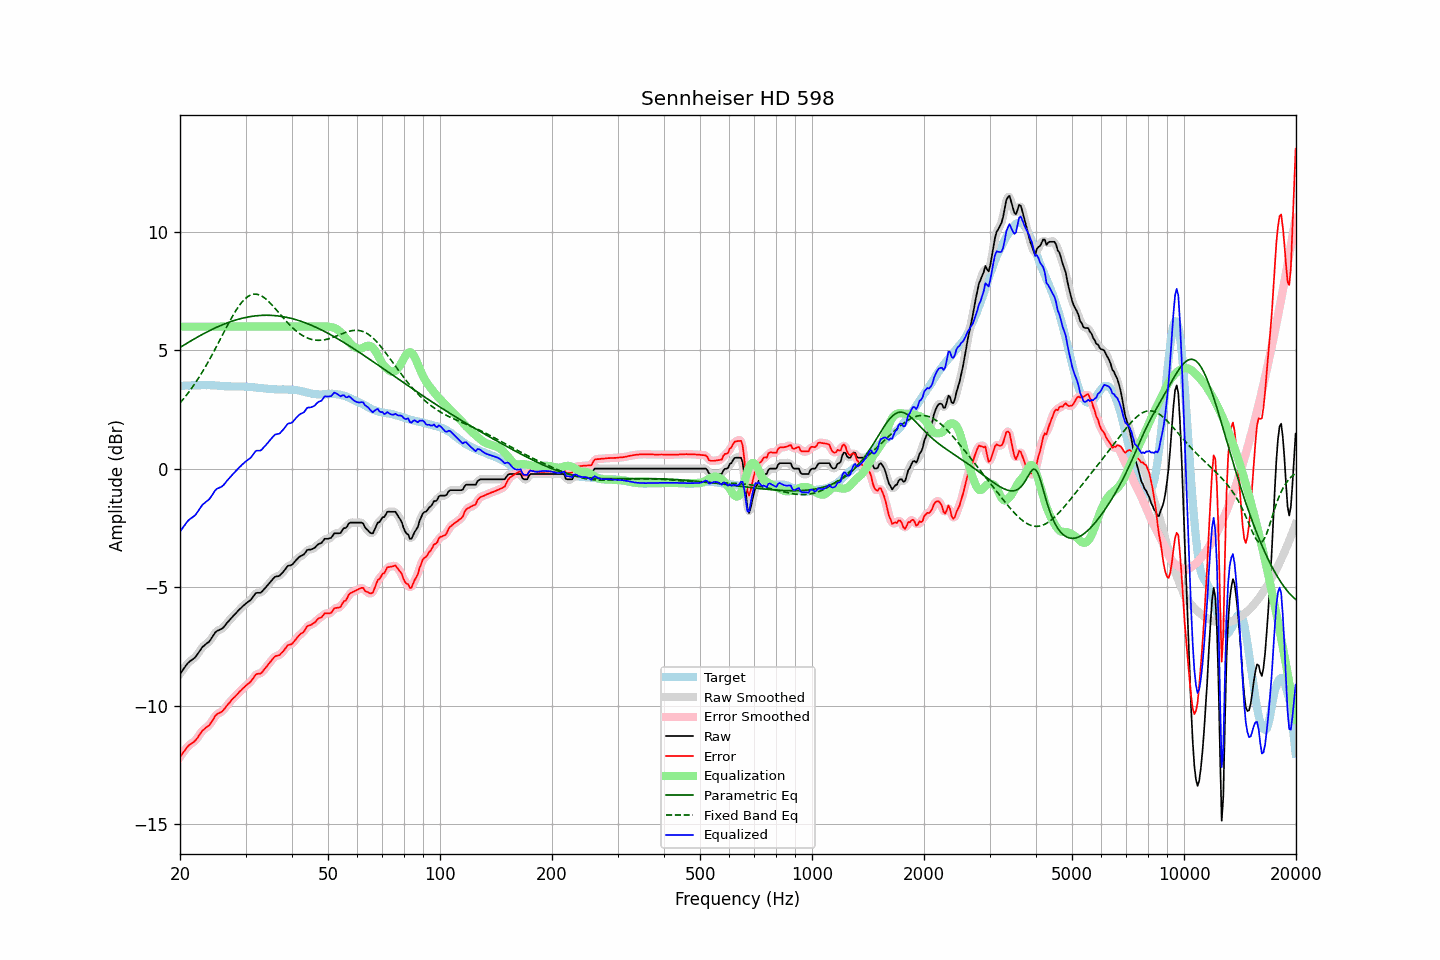 Sennheiser HD 598
Amplitude (dBr)
10
5
0
−5
−10
−15
Target
Raw Smoothed
Error Smoothed
Raw
Error
Equalization
Parametric Eq
Fixed Band Eq
Equalized
20 50 100 200 500 1000 2000 5000 10000 20000
Frequency (Hz)